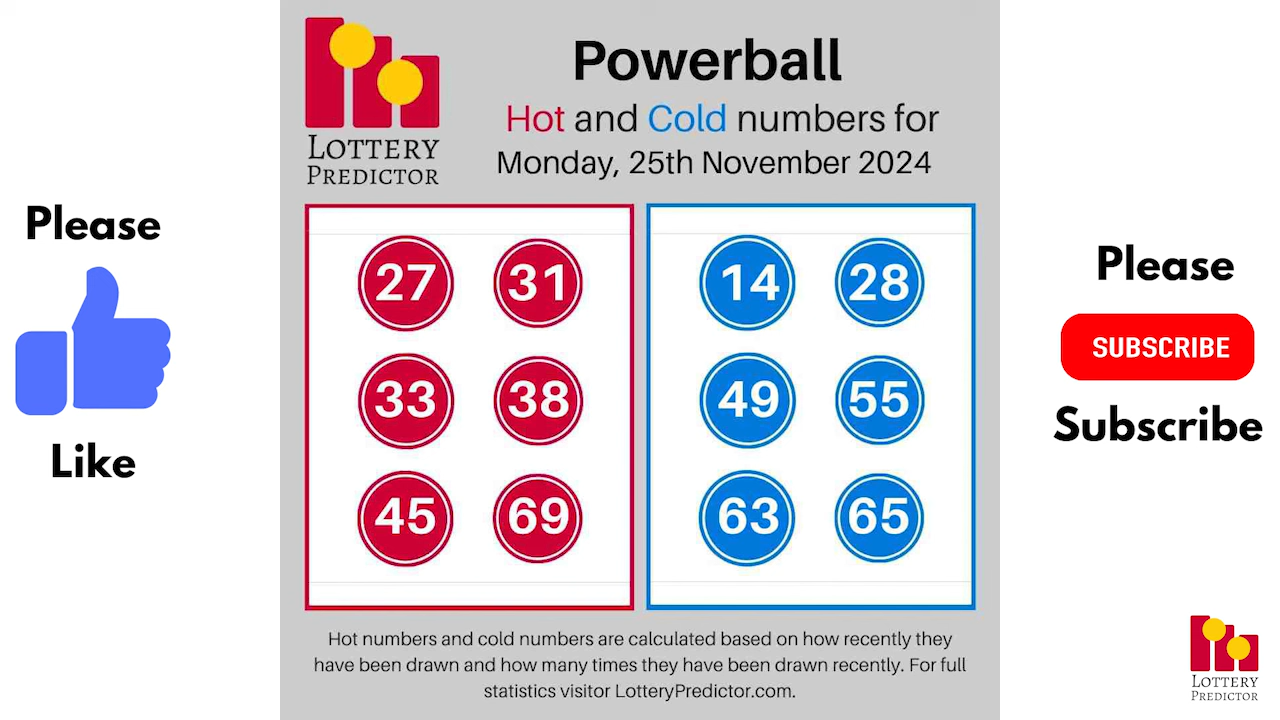 Powerball
Hot and Cold numbers for
Monday, 25th November 2024
LOTTERY
PREDICTOR
Please
Like
27 31
33 38
45 69
14 28
49 55
63 65
Please
SUBSCRIBE
Subscribe
Hot numbers and cold numbers are calculated based on how recently they
have been drawn and how many times they have been drawn recently. For full
statistics visitor LotteryPredictor.com.
LOTTERY
PREDICTOR